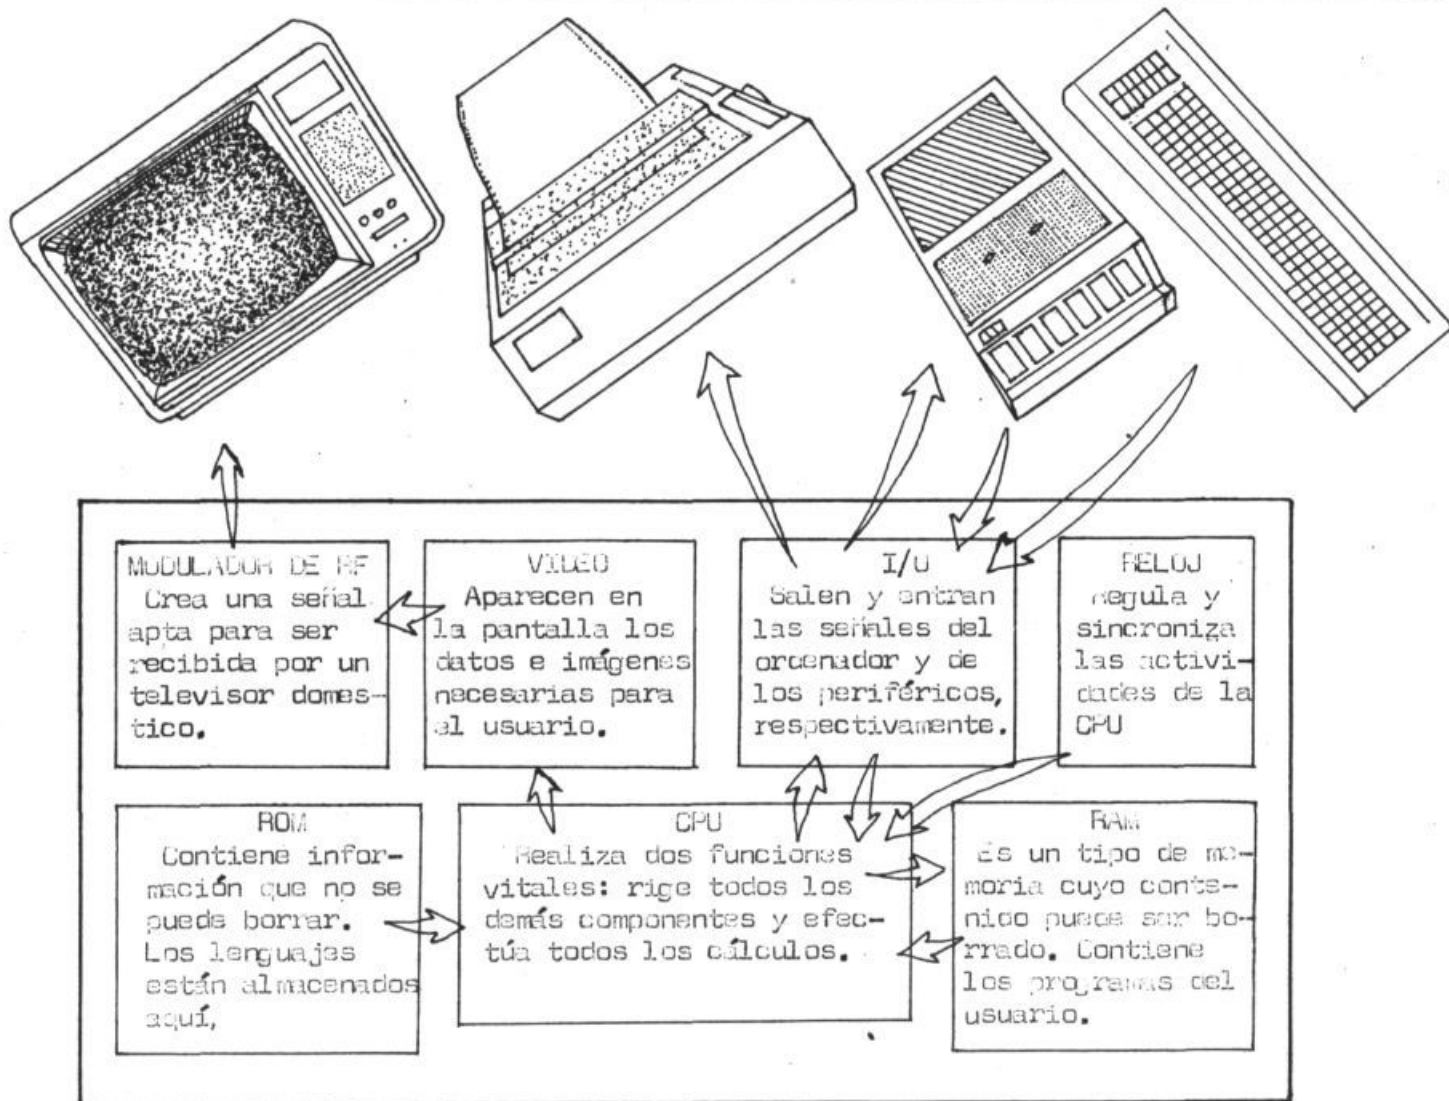 MODULADOR DE RF
Crea una señal
apta para ser
recibida por un
televisor domes-
tico.
VIDEO
Aparecen en
la pantalla los
datos e imágenes
necesarias para
el usuario.
I/O
Salen y entran
las señales del
ordenador y de
los periféricos,
respectivamente.
RELOJ
Regula y
sincroniza
las activi-
dades de la
CPU
ROM
Contiene infor-
mación que no se
puede borrar.
Los lenguajes
están almacenados
aquí,
CPU
Realiza dos funciones
vitales: rige todos los
demás componentes y efec-
túa todos los cálculos.
RAM
Es un tipo de me-
moria cuyo conte-
nido puede ser bo-
rrado. Contiene
los programas del
usuario.